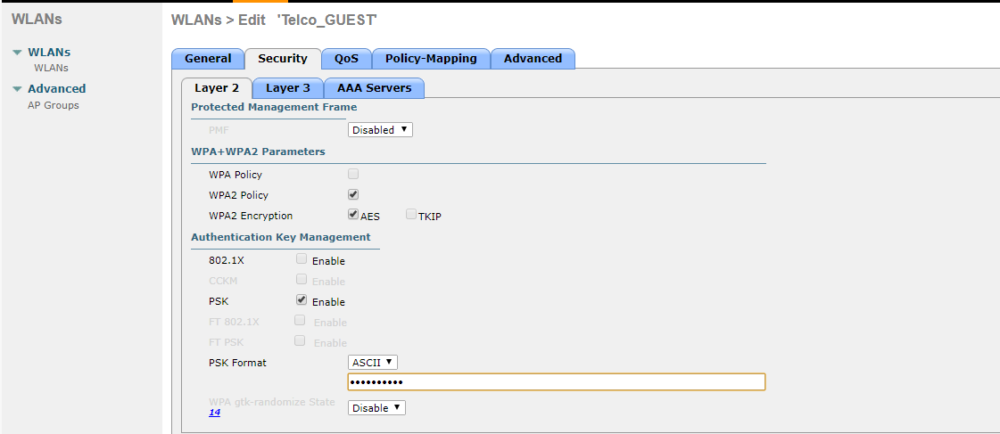 WLANs
WLANs > Edit 'Telco_GUEST'
WLANs
WLANs
Advanced
AP Groups
General Security QoS Policy-Mapping Advanced
Layer 2 Layer 3 AAA Servers
Protected Management Frame
PMF Disabled
WPA+WPA2 Parameters
WPA Policy
WPA2 Policy
WPA2 Encryption AES TKIP
Authentication Key Management
802.1X Enable
CCKM Enable
PSK Enable
FT 802.1X Enable
FT PSK Enable
PSK Format ASCII
••••••••••
WPA gtk-randomize State Disable
14